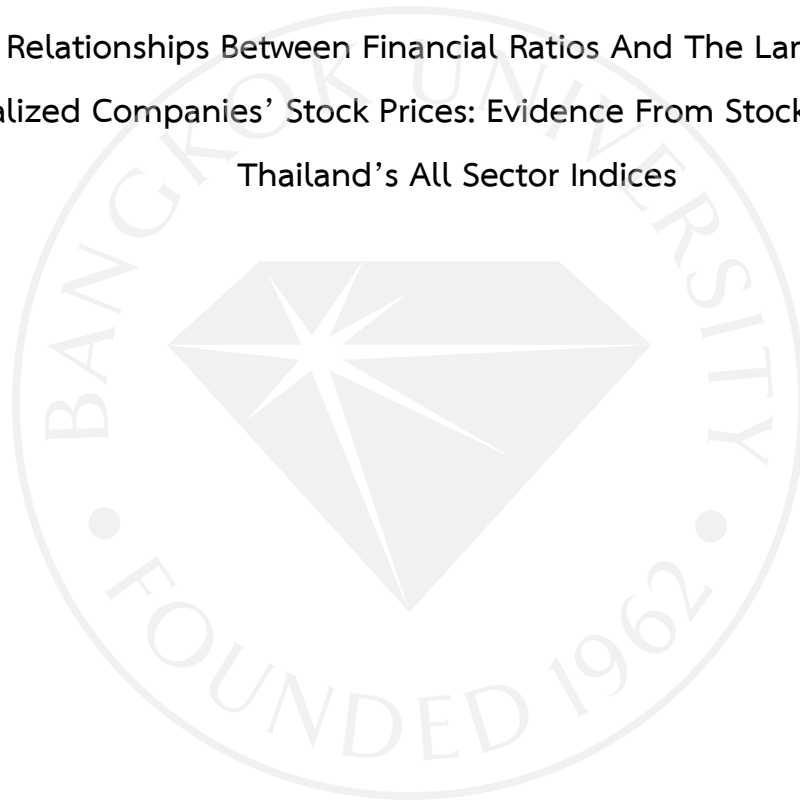 Relationships Between Financial Ratios And The Lar
alized Companies’ Stock Prices: Evidence From Stock
Thailand’s All Sector Indices
BANGKOK UNIVERSITY
• FOUNDED 1962 •